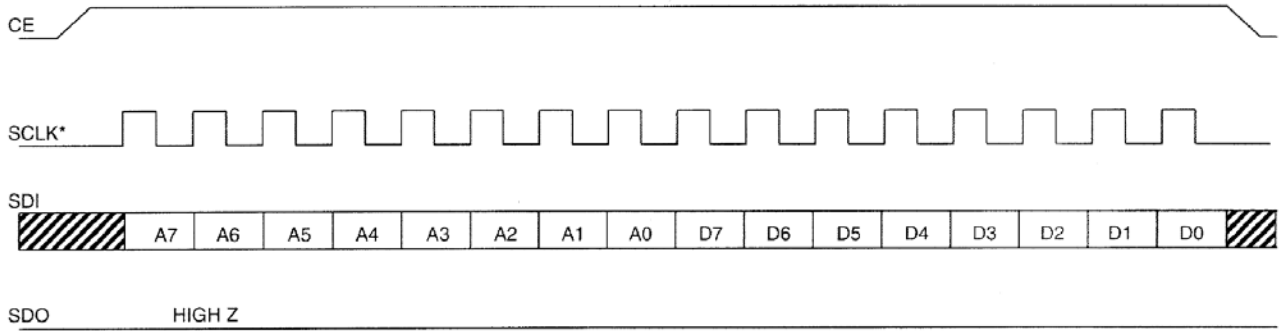 CE
SCLK*
SDI
A7 A6 A5 A4 A3 A2 A1 A0 D7 D6 D5 D4 D3 D2 D1 D0
SDO HIGH Z